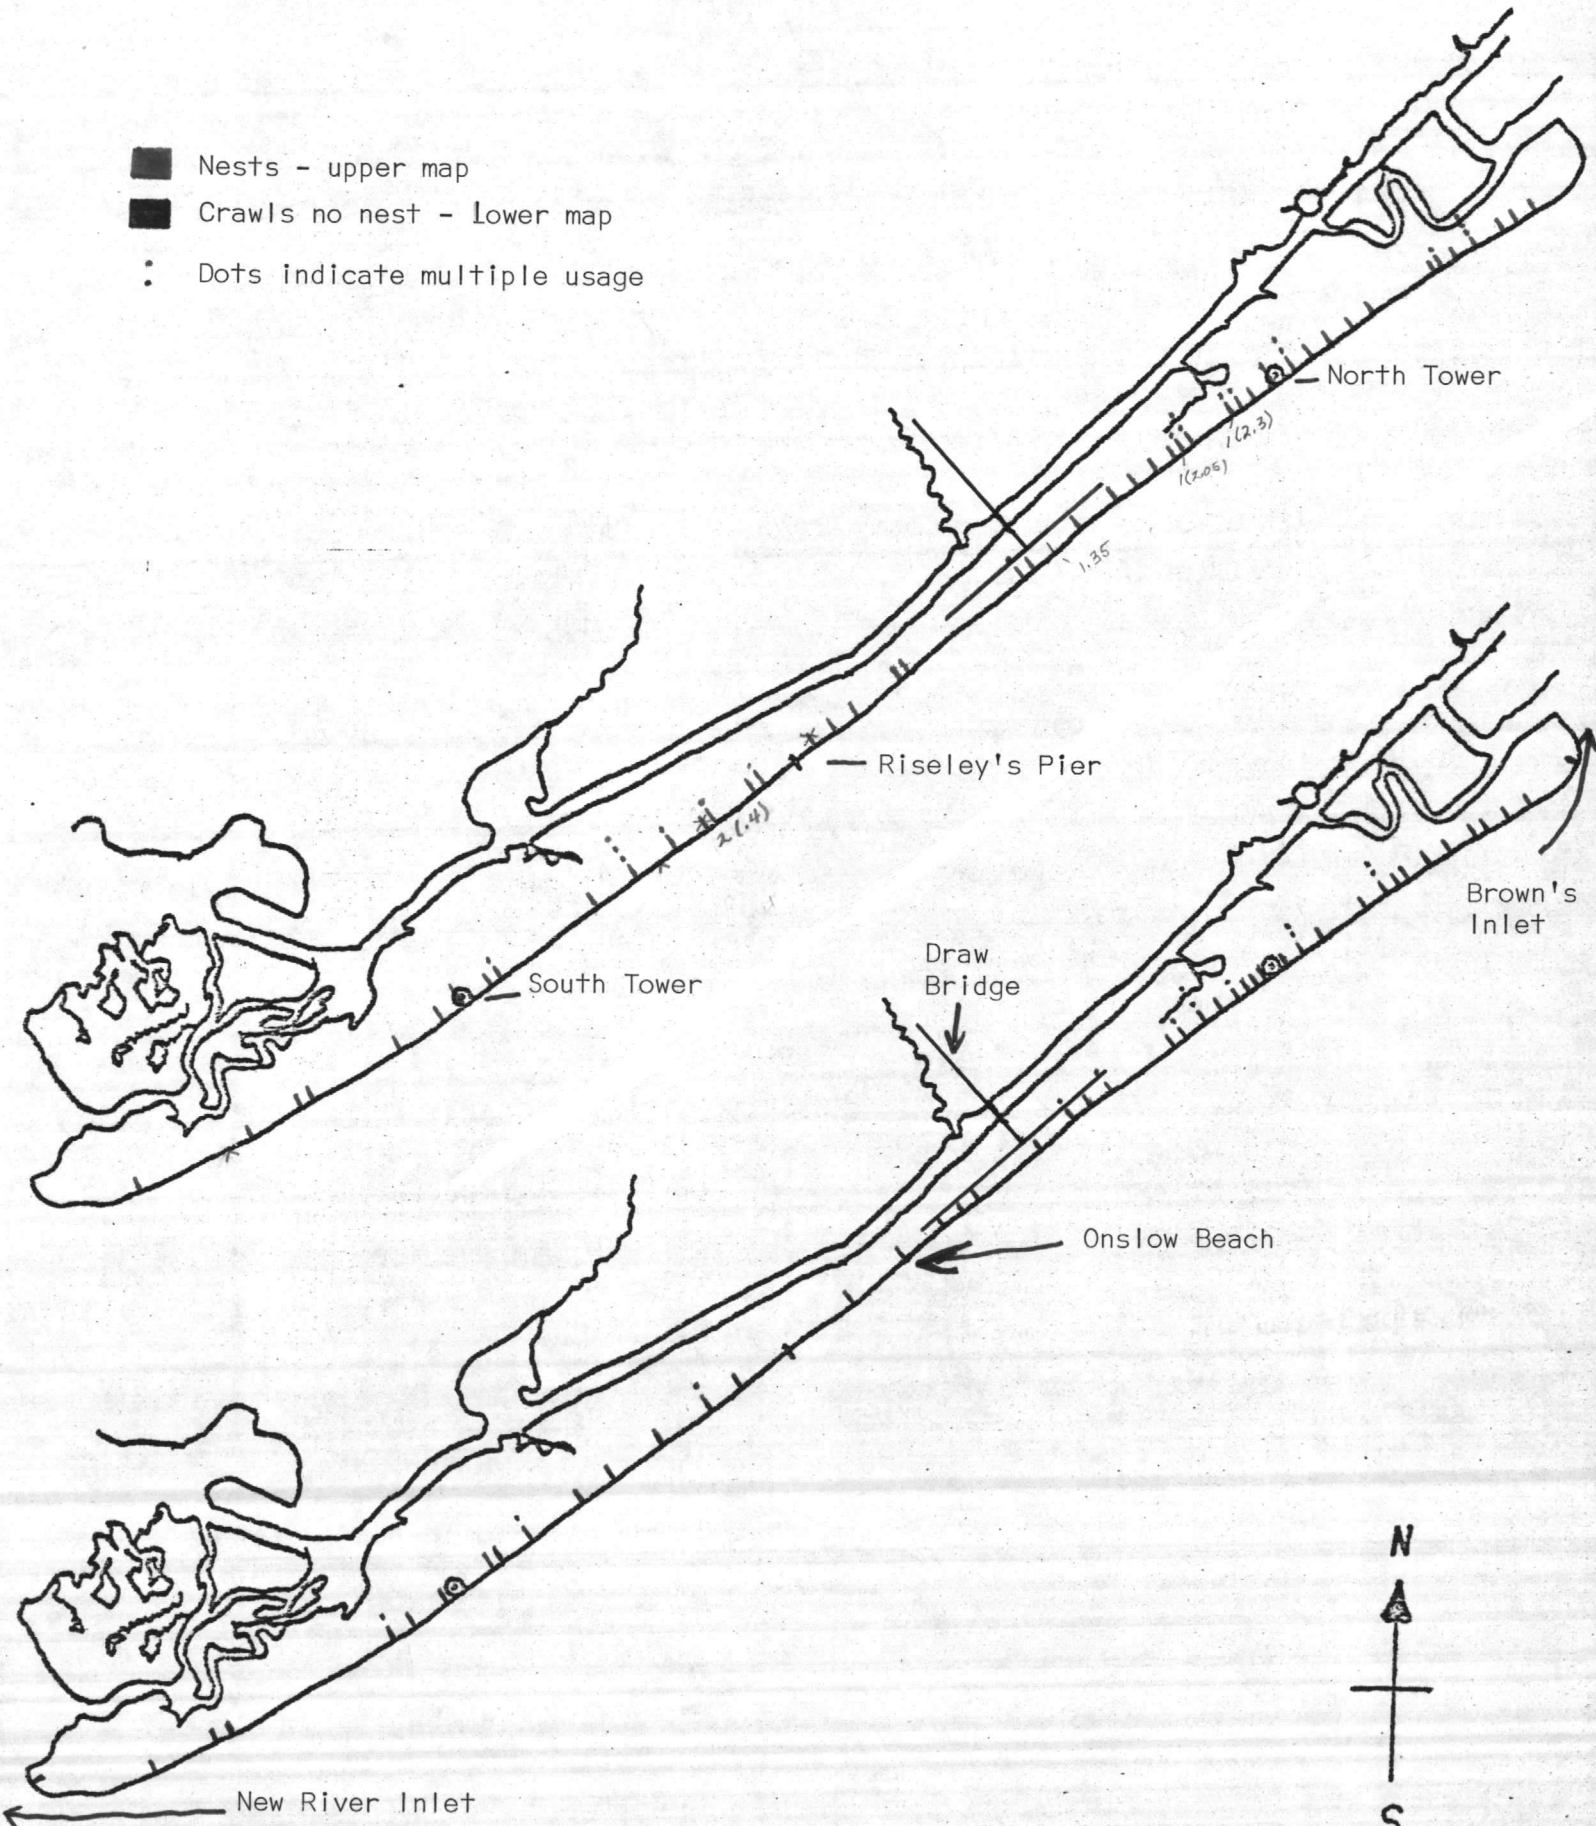 Nests - upper map
Crawls no nest - Lower map
Dots indicate multiple usage
North Tower
1(2.3)
1(2.05)
1.35
Riseley's Pier
2(.4)
Brown's
Inlet
Draw
Bridge
South Tower
Onslow Beach
N
S
New River Inlet